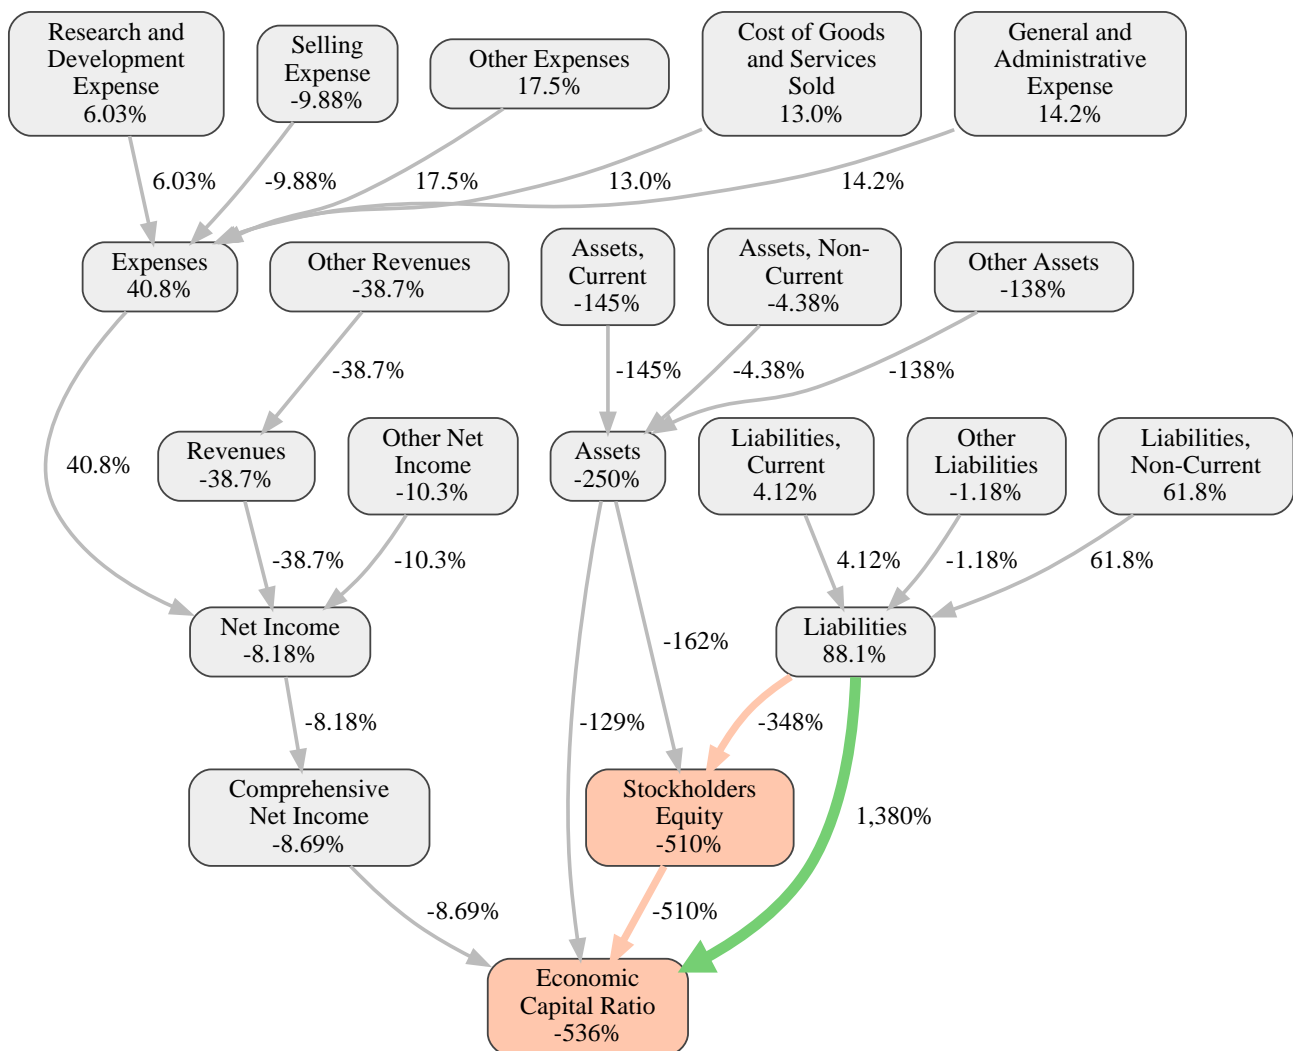 Research and
Development
Expense
6.03%
Selling
Expense
-9.88%
Other Expenses
17.5%
Cost of Goods
and Services
Sold
13.0%
General and
Administrative
Expense
14.2%
6.03%
-9.88%
17.5%
13.0%
14.2%
Expenses
40.8%
Other Revenues
-38.7%
Assets,
Current
-145%
Assets, Non-
Current
-4.38%
Other Assets
-138%
-38.7%
-145%
-4.38%
-138%
40.8%
Revenues
-38.7%
Other Net
Income
-10.3%
Assets
-250%
Liabilities,
Current
4.12%
Other
Liabilities
-1.18%
Liabilities,
Non-Current
61.8%
-38.7%
-10.3%
4.12%
-1.18%
61.8%
Net Income
-8.18%
-162%
Liabilities
88.1%
-8.18%
-129%
-348%
Comprehensive
Net Income
-8.69%
Stockholders
Equity
-510%
1,380%
-8.69%
-510%
Economic
Capital Ratio
-536%